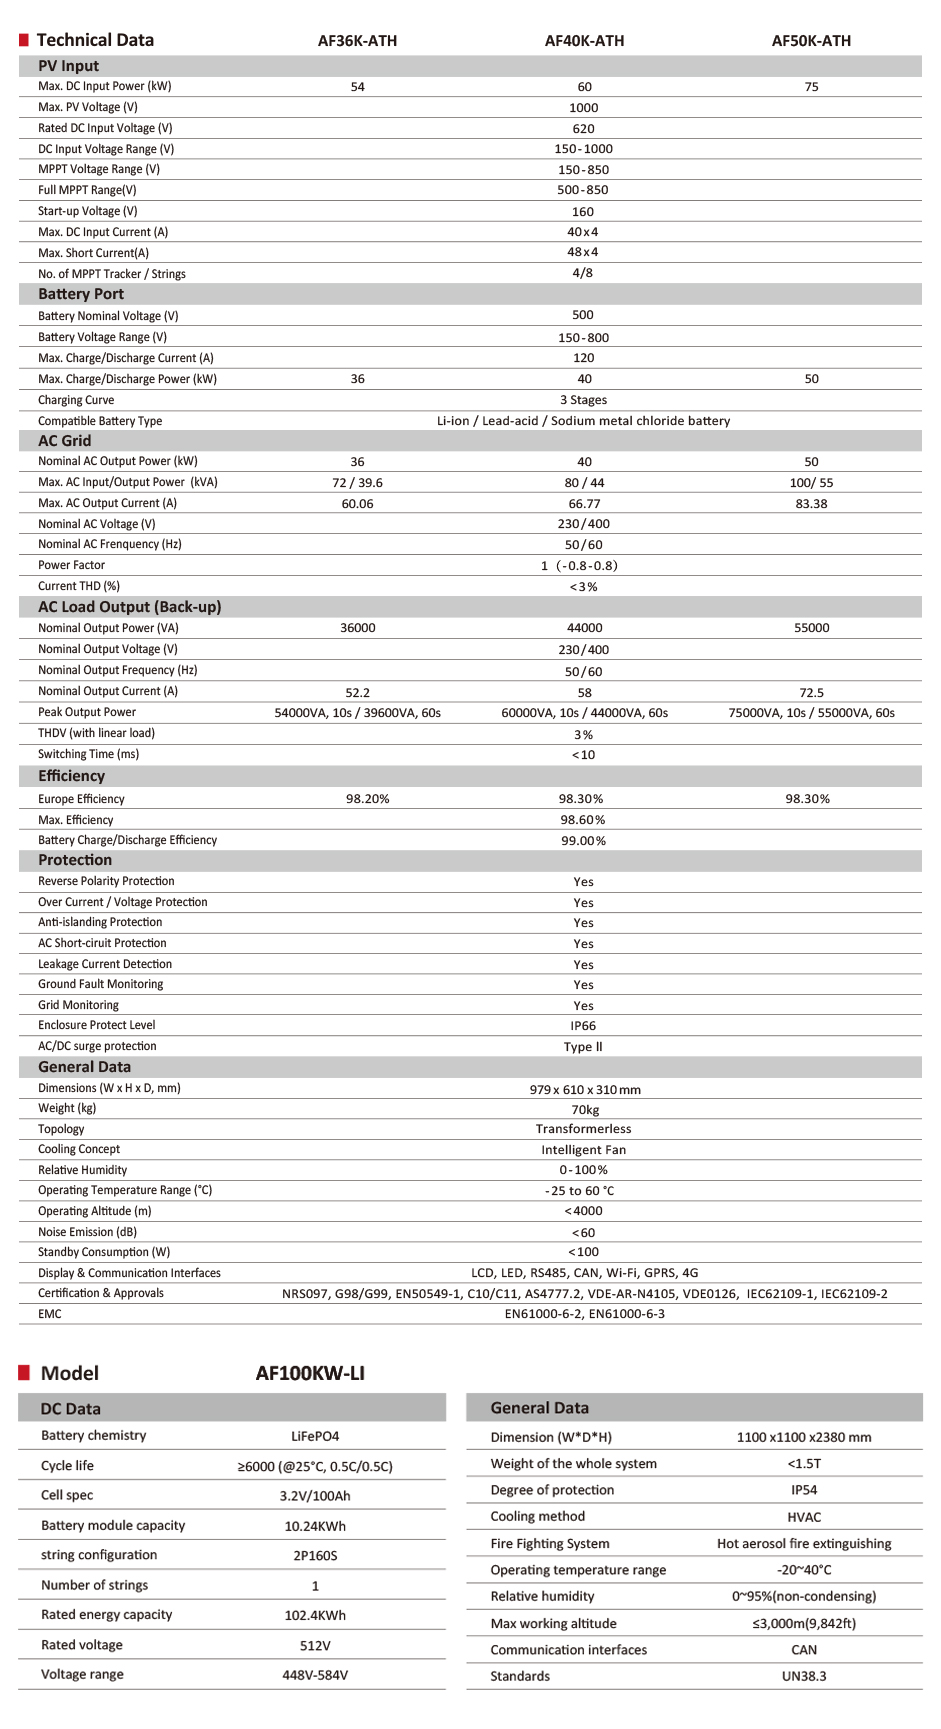 Technical Data AF36K-ATH AF40K-ATH AF50K-ATH
PV Input
Max. DC Input Power (kW) 54 60 75
Max. PV Voltage (V) 1000
Rated DC Input Voltage (V) 620
DC Input Voltage Range (V) 150-1000
MPPT Voltage Range (V) 150-850
Full MPPT Range(V) 500-850
Start-up Voltage (V) 160
Max. DC Input Current (A) 40x4
Max. Short Current(A) 48x4
No. of MPPT Tracker / Strings 4/8
Battery Port
Battery Nominal Voltage (V) 500
Battery Voltage Range (V) 150-800
Max. Charge/Discharge Current (A) 120
Max. Charge/Discharge Power (kW) 36 40 50
Charging Curve 3 Stages
Compatible Battery Type Li-ion / Lead-acid / Sodium metal chloride battery
AC Grid
Nominal AC Output Power (kW) 36 40 50
Max. AC Input/Output Power (kVA) 72 / 39.6 80 / 44 100/ 55
Max. AC Output Current (A) 60.06 66.77 83.38
Nominal AC Voltage (V) 230/400
Nominal AC Frenquency (Hz) 50/60
Power Factor 1 (-0.8-0.8)
Current THD (%) <3%
AC Load Output (Back-up)
Nominal Output Power (VA) 36000 44000 55000
Nominal Output Voltage (V) 230/400
Nominal Output Frequency (Hz) 50/60
Nominal Output Current (A) 52.2 58 72.5
Peak Output Power 54000VA, 10s / 39600VA, 60s 60000VA, 10s / 44000VA, 60s 75000VA, 10s / 55000VA, 60s
THDV (with linear load) 3%
Switching Time (ms) <10
Efficiency
Europe Efficiency 98.20% 98.30% 98.30%
Max. Efficiency 98.60%
Battery Charge/Discharge Efficiency 99.00%
Protection
Reverse Polarity Protection Yes
Over Current / Voltage Protection Yes
Anti-islanding Protection Yes
AC Short-ciruit Protection Yes
Leakage Current Detection Yes
Ground Fault Monitoring Yes
Grid Monitoring Yes
Enclosure Protect Level IP66
AC/DC surge protection Type II
General Data
Dimensions (W x H x D, mm) 979 x 610 x 310 mm
Weight (kg) 70kg
Topology Transformerless
Cooling Concept Intelligent Fan
Relative Humidity 0-100%
Operating Temperature Range (°C) -25 to 60 °C
Operating Altitude (m) <4000
Noise Emission (dB) <60
Standby Consumption (W) <100
Display & Communication Interfaces LCD, LED, RS485, CAN, Wi-Fi, GPRS, 4G
Certification & Approvals NRS097, G98/G99, EN50549-1, C10/C11, AS4777.2, VDE-AR-N4105, VDE0126, IEC62109-1, IEC62109-2
EMC EN61000-6-2, EN61000-6-3
Model AF100KW-LI
DC Data
Battery chemistry LiFePO4
Cycle life ≥6000 (@25°C, 0.5C/0.5C)
Cell spec 3.2V/100Ah
Battery module capacity 10.24KWh
string configuration 2P160S
Number of strings 1
Rated energy capacity 102.4KWh
Rated voltage 512V
Voltage range 448V-584V
General Data
Dimension (W*D*H) 1100 x1100 x2380 mm
Weight of the whole system <1.5T
Degree of protection IP54
Cooling method HVAC
Fire Fighting System Hot aerosol fire extinguishing
Operating temperature range -20~40°C
Relative humidity 0~95%(non-condensing)
Max working altitude ≤3,000m(9,842ft)
Communication interfaces CAN
Standards UN38.3